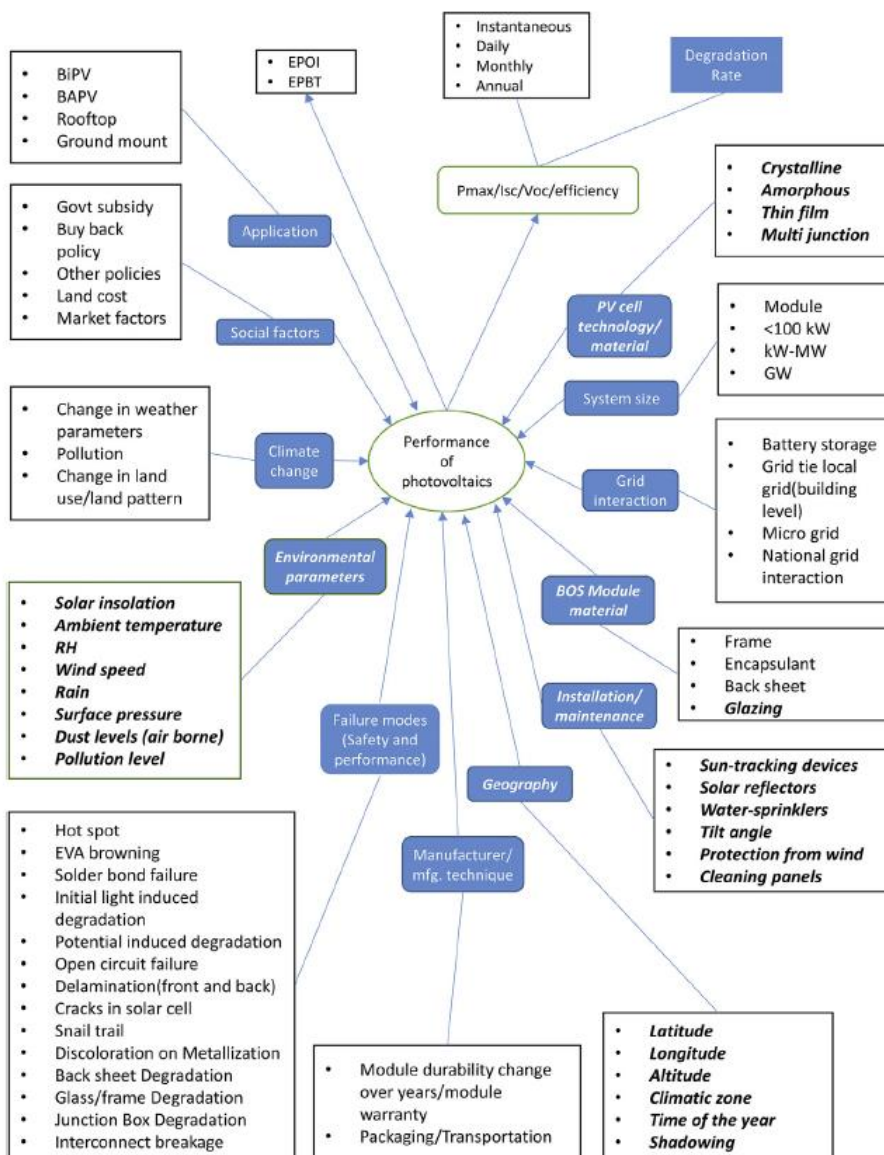 Instantaneous
Daily
Monthly
Annual
Degradation
Rate
EPOI
EPBT
BiPV
BAPV
Rooftop
Ground mount
Pmax/Isc/Voc/efficiency
Crystalline
Amorphous
Thin film
Multi junction
Govt subsidy
Buy back
policy
Other policies
Land cost
Market factors
Application
Social factors
PV cell
technology/
material
System size
Module
<100 kW
kW-MW
GW
Change in weather
parameters
Pollution
Change in land
use/land pattern
Climate
change
Performance
of
photovoltaics
Grid
interaction
Battery storage
Grid tie local
grid(building
level)
Micro grid
National grid
interaction
Environmental
parameters
BOS Module
material
Solar insolation
Ambient temperature
RH
Wind speed
Rain
Surface pressure
Dust levels (air borne)
Pollution level
Frame
Encapsulant
Back sheet
Glazing
Failure modes
(Safety and
performance)
Installation/
maintenance
Geography
Sun-tracking devices
Solar reflectors
Water-sprinklers
Tilt angle
Protection from wind
Cleaning panels
Manufacturer/
mfg. technique
Hot spot
EVA browning
Solder bond failure
Initial light induced
degradation
Potential induced degradation
Open circuit failure
Delamination(front and back)
Cracks in solar cell
Snail trail
Discoloration on Metallization
Back sheet Degradation
Glass/frame Degradation
Junction Box Degradation
Interconnect breakage
Module durability change
over years/module
warranty
Packaging/Transportation
Latitude
Longitude
Altitude
Climatic zone
Time of the year
Shadowing